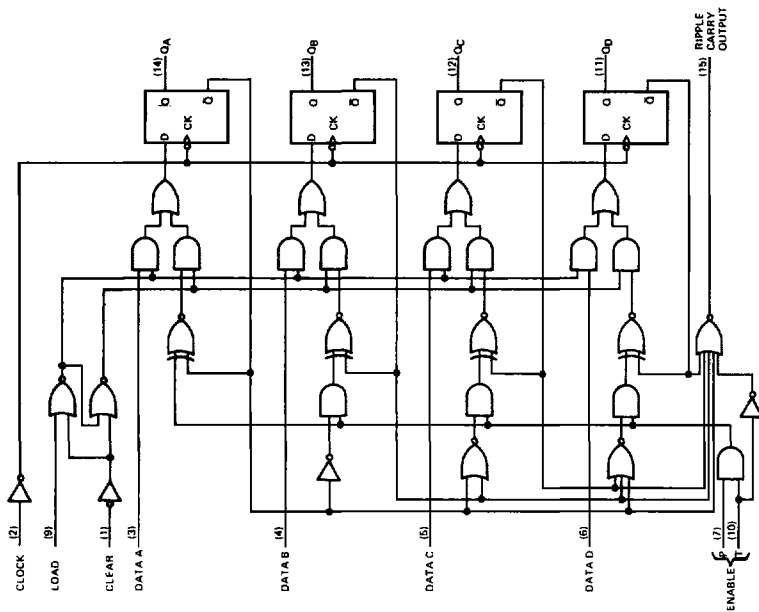 CLOCK (2)
LOAD (9)
CLEAR (1)
DATA A (3)
(14) QA
D Q
CK
Q̅
DATA B (4)
(13) QB
D Q
CK
Q̅
DATA C (5)
(12) QC
D Q
CK
Q̅
DATA D (6)
(11) QD
D Q
CK
Q̅
ENABLE
P (7)
T (10)
(15) RIPPLE
CARRY
OUTPUT